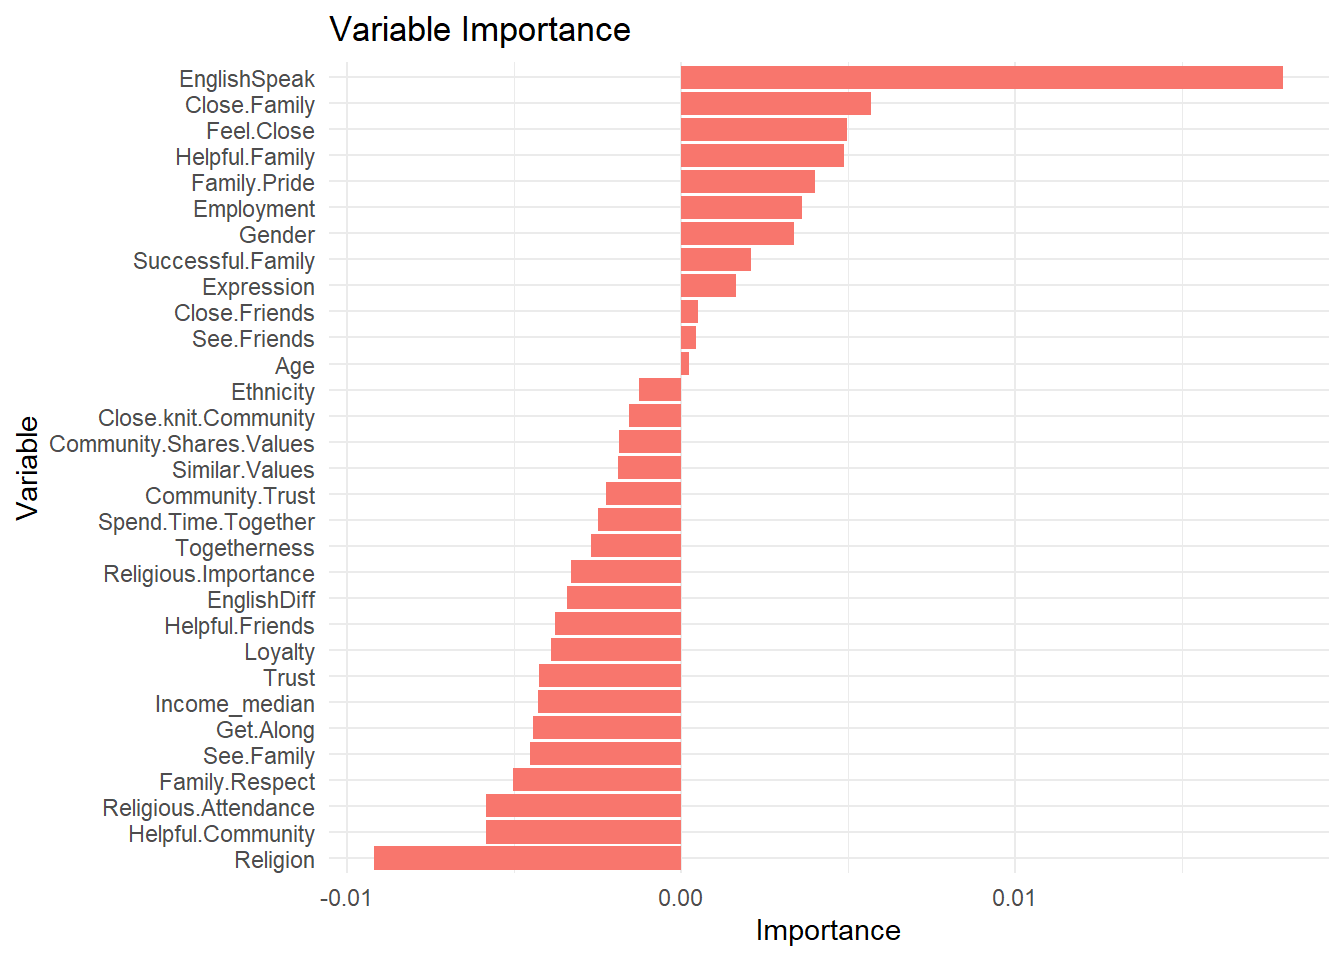 Variable Importance
EnglishSpeak
Close.Family
Feel.Close
Helpful.Family
Family.Pride
Employment
Gender
Successful.Family
Expression
Close.Friends
See.Friends
Age
Ethnicity
Close.knit.Community
Community.Shares.Values
Similar.Values
Community.Trust
Spend.Time.Together
Togetherness
Religious.Importance
EnglishDiff
Helpful.Friends
Loyalty
Trust
Income_median
Get.Along
See.Family
Family.Respect
Religious.Attendance
Helpful.Community
Religion
Variable
-0.01 0.00 0.01
Importance